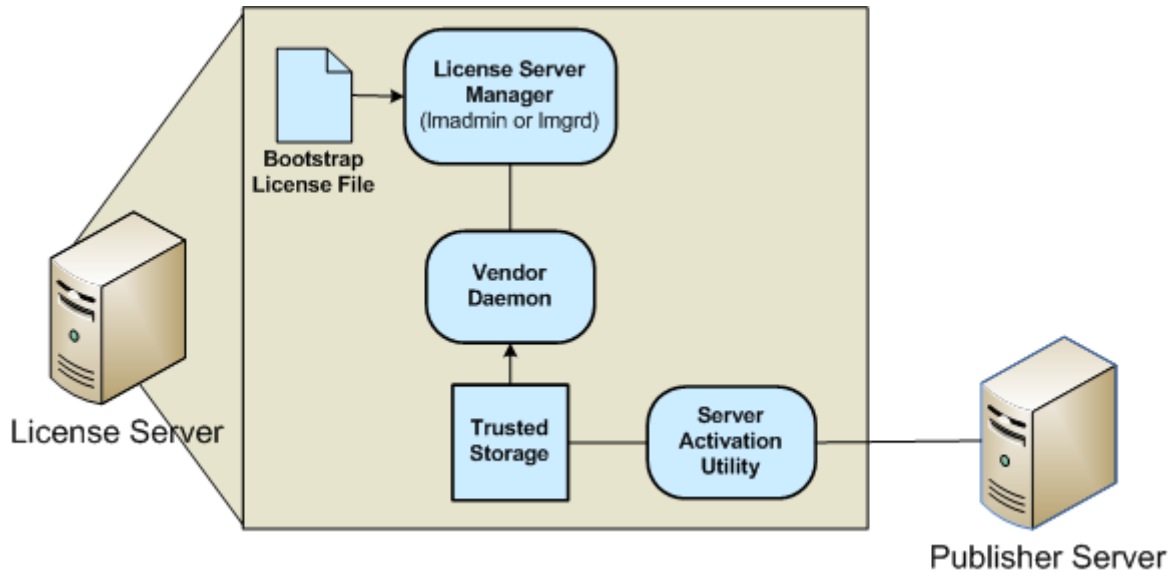 License Server
Manager
(lmadmin or lmgrd)
Bootstrap
License File
Vendor
Daemon
License Server
Trusted
Storage
Server
Activation
Utility
Publisher Server